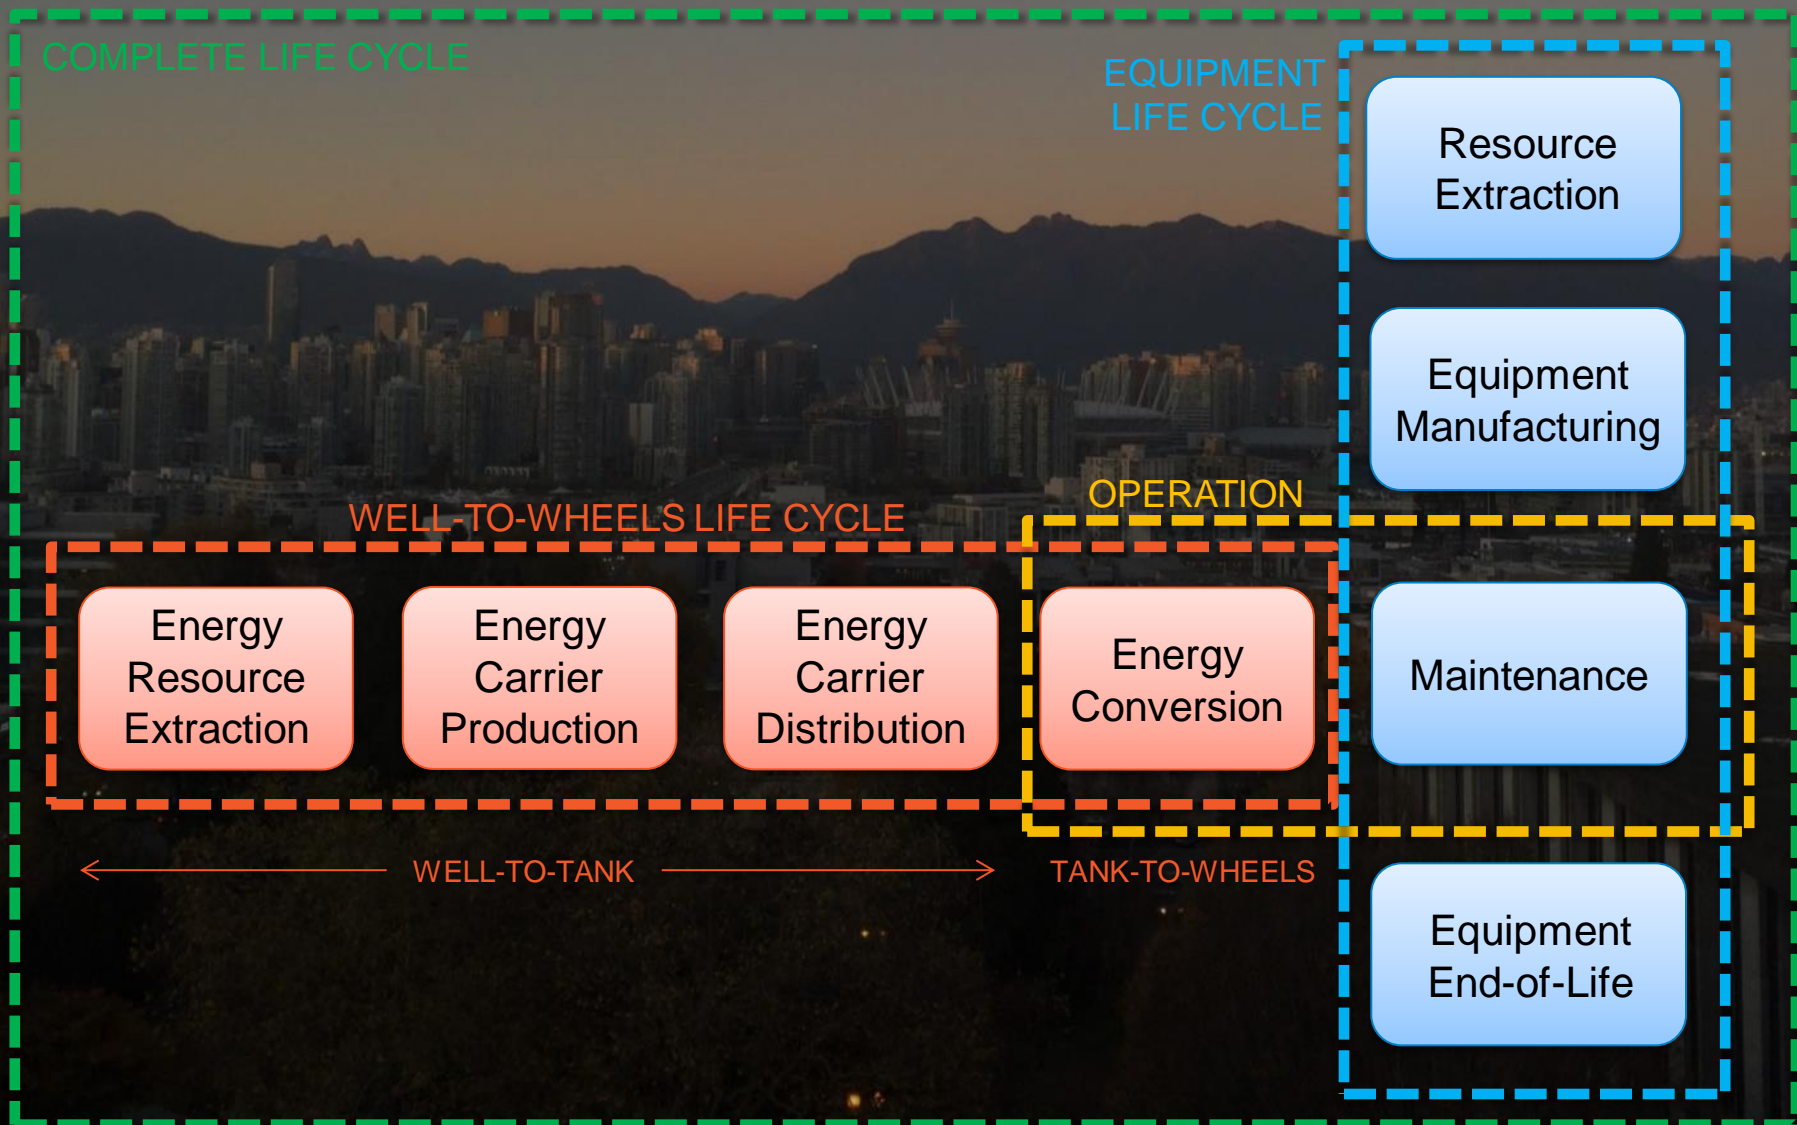 COMPLETE LIFE CYCLE
EQUIPMENT
LIFE CYCLE
Resource
Extraction
Equipment
Manufacturing
OPERATION
WELL-TO-WHEELS LIFE CYCLE
Energy
Resource
Extraction
Energy
Carrier
Production
Energy
Carrier
Distribution
Energy
Conversion
Maintenance
WELL-TO-TANK
TANK-TO-WHEELS
Equipment
End-of-Life